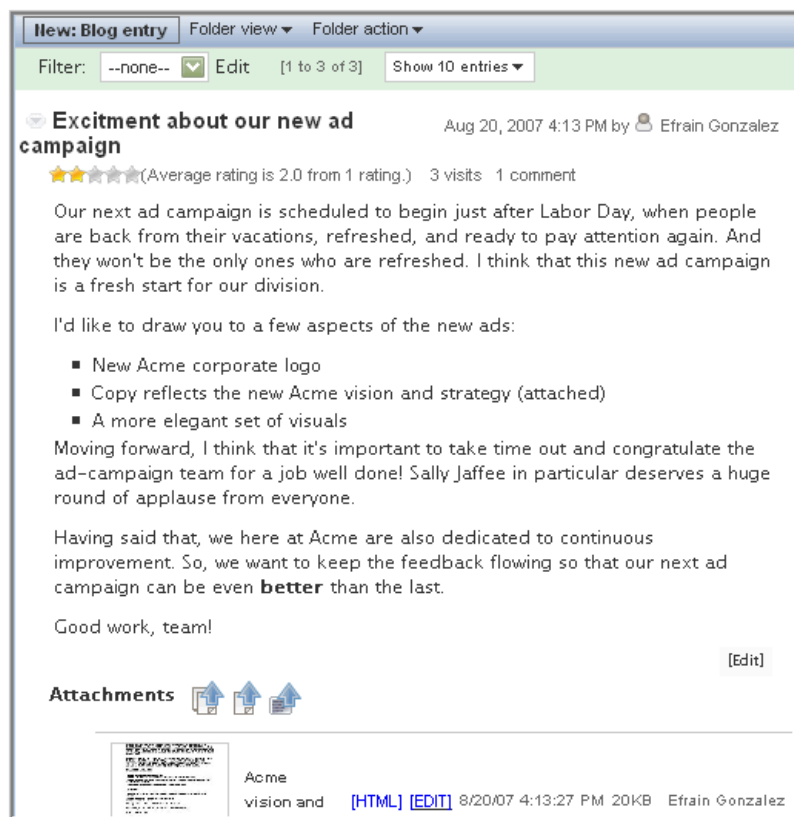 New: Blog entry Folder view Folder action
Filter: --none-- Edit [1 to 3 of 3] Show 10 entries
Excitment about our new ad Aug 20, 2007 4:13 PM by Efrain Gonzalez
campaign
(Average rating is 2.0 from 1 rating.) 3 visits 1 comment
Our next ad campaign is scheduled to begin just after Labor Day, when people
are back from their vacations, refreshed, and ready to pay attention again. And
they won't be the only ones who are refreshed. I think that this new ad campaign
is a fresh start for our division.
I'd like to draw you to a few aspects of the new ads:
■ New Acme corporate logo
■ Copy reflects the new Acme vision and strategy (attached)
■ A more elegant set of visuals
Moving forward, I think that it's important to take time out and congratulate the
ad-campaign team for a job well done! Sally Jaffee in particular deserves a huge
round of applause from everyone.
Having said that, we here at Acme are also dedicated to continuous
improvement. So, we want to keep the feedback flowing so that our next ad
campaign can be even better than the last.
Good work, team!
[Edit]
Attachments
Acme
vision and [HTML] [EDIT] 8/20/07 4:13:27 PM 20KB Efrain Gonzalez